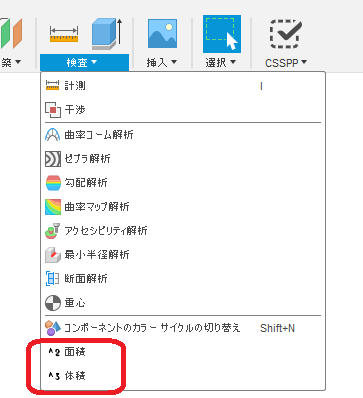 築▼ 検査▼ 挿入▼ 選択▼ CSSPP▼
計測 I
干渉
曲率コーム解析
ゼブラ解析
勾配解析
曲率マップ解析
アクセシビリティ解析
最小半径解析
断面解析
重心
コンポーネントのカラー サイクルの切り替え Shift+N
^2 面積
^3 体積